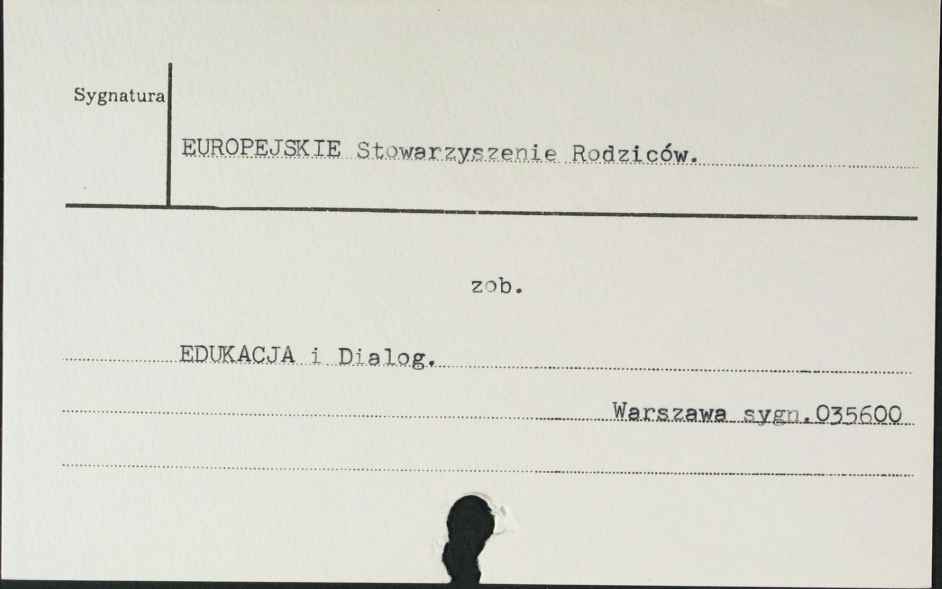 Sygnatura
EUROPEJSKIE Stowarzyszenie Rodziców.
zob.
EDUKACJA i Dialog.
Warszawa sygn.035600